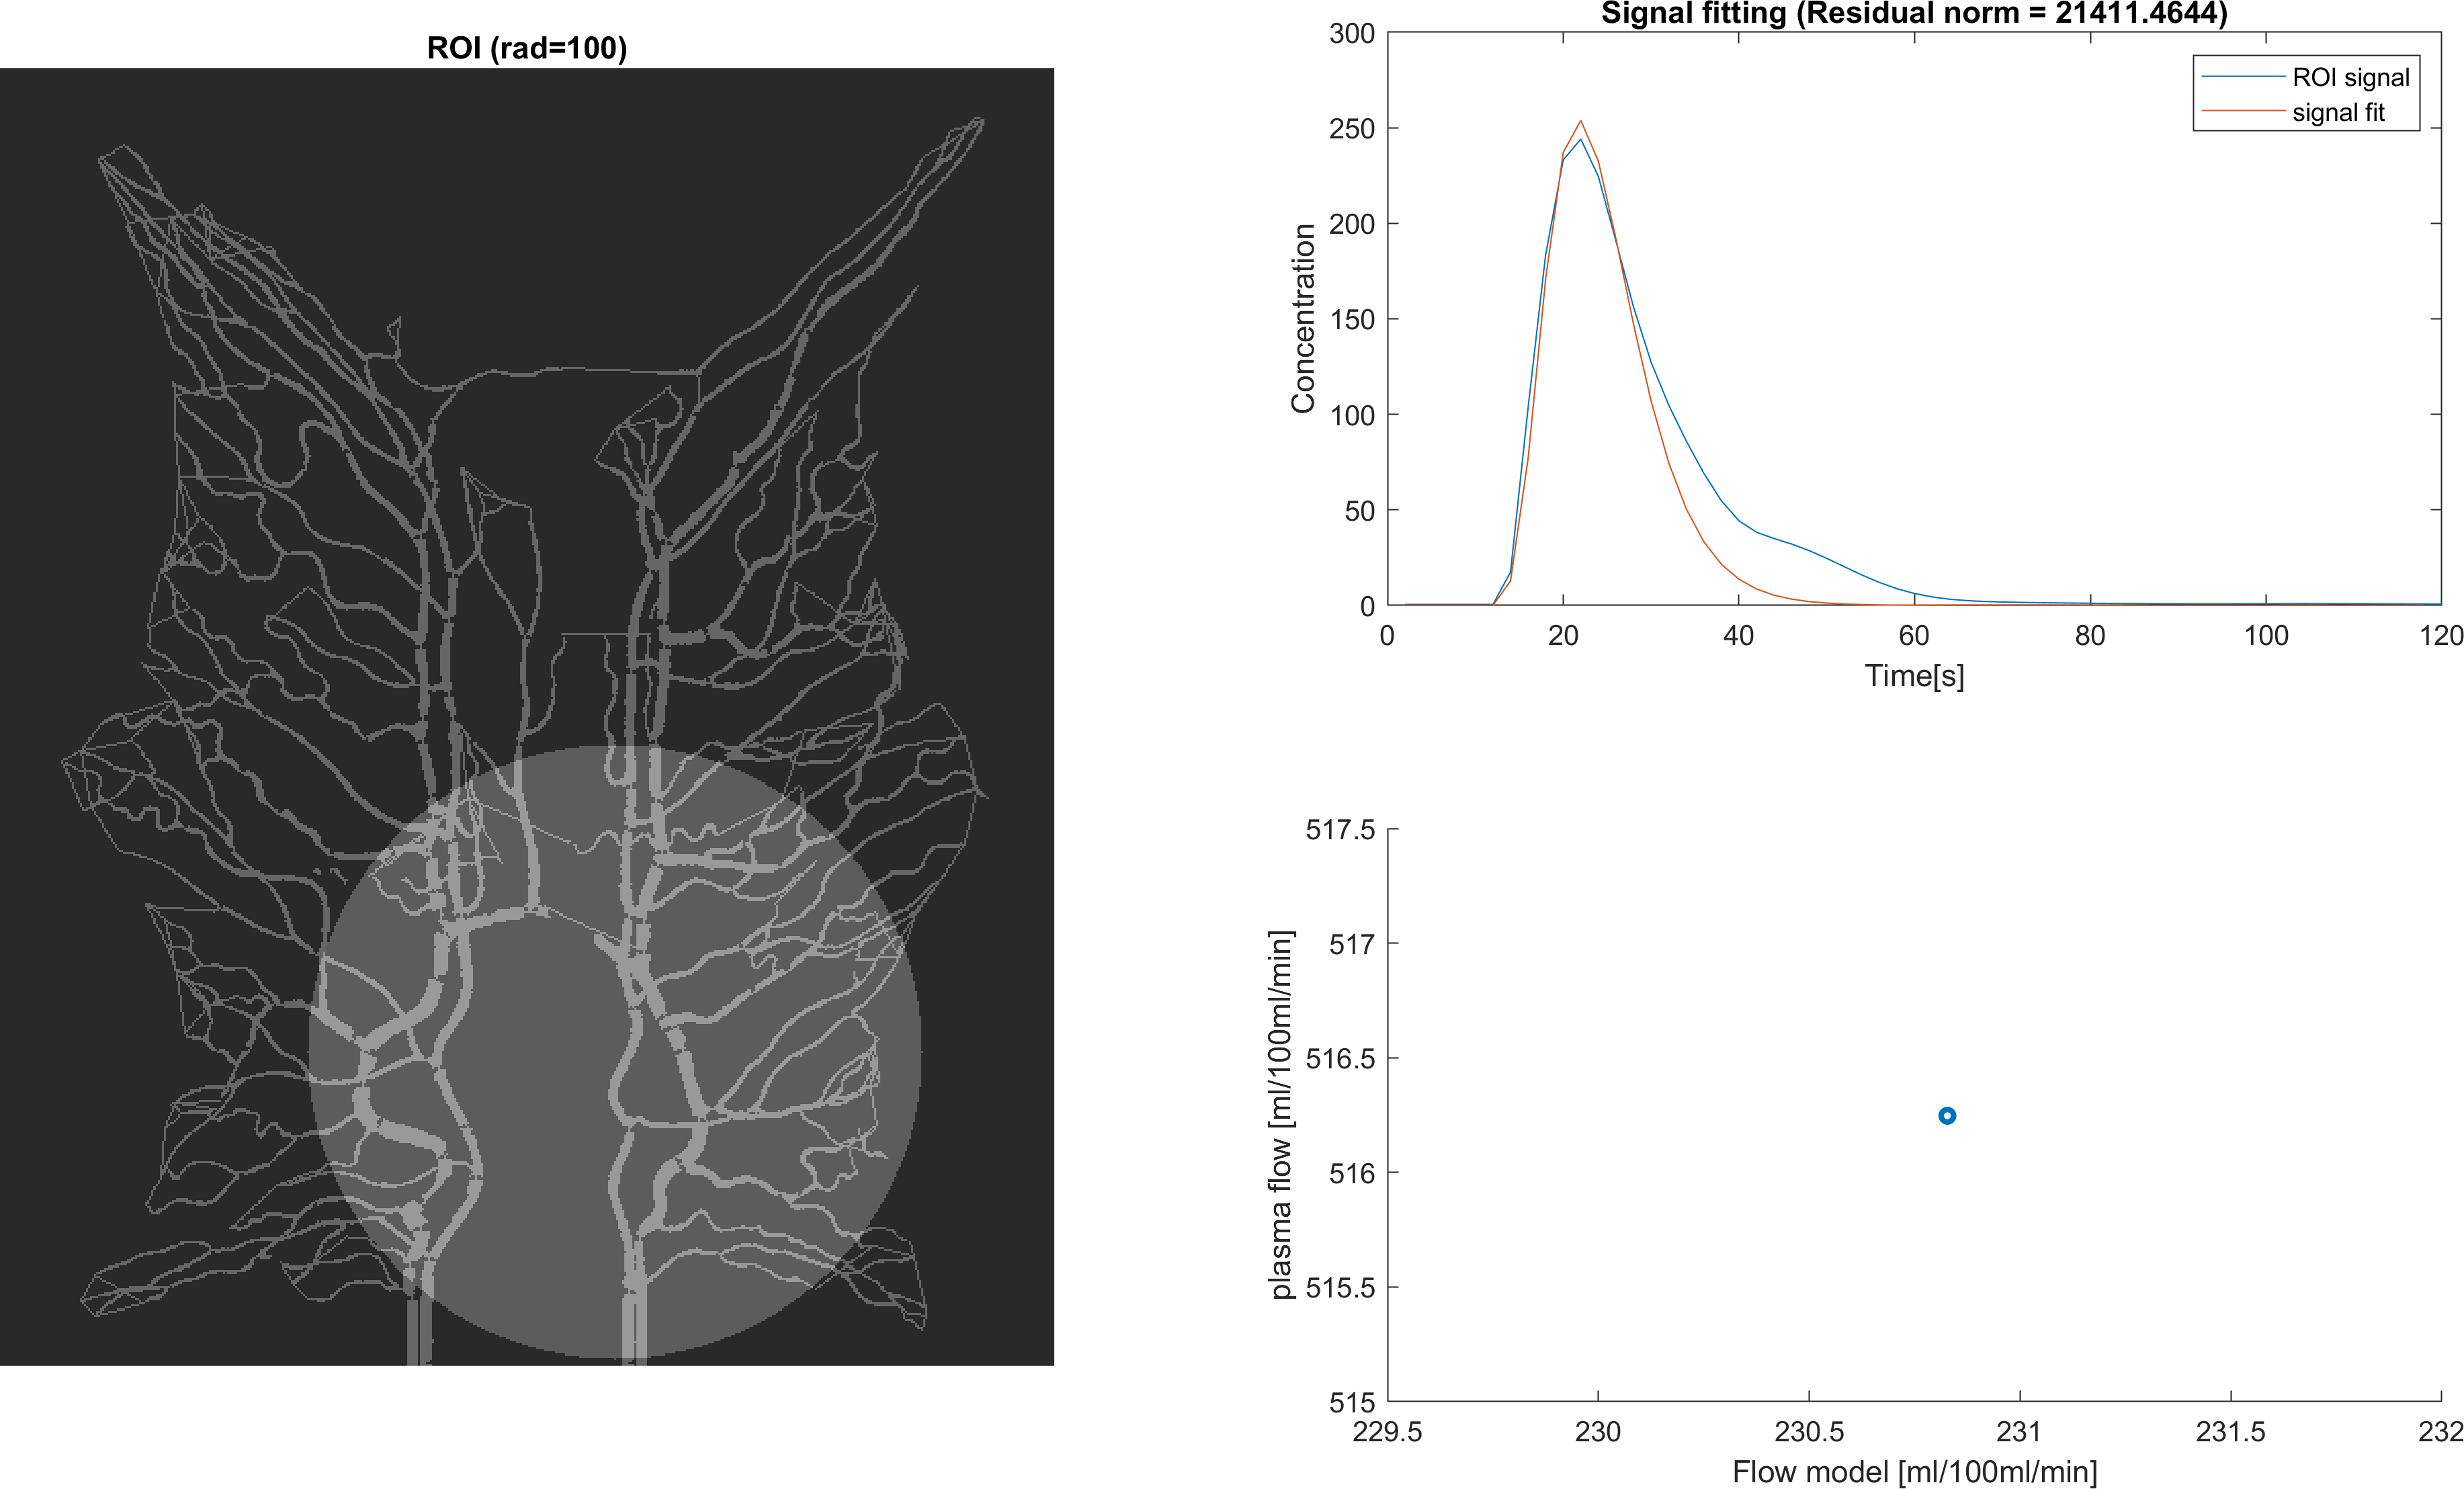 ROI (rad=100)
Signal fitting (Residual norm = 21411.4644)
300
250
200
150
100
50
0
Concentration
ROI signal
signal fit
0 20 40 60 80 100 120
Time[s]
517.5
517
516.5
516
515.5
515
plasma flow [ml/100ml/min]
229.5 230 230.5 231 231.5 232
Flow model [ml/100ml/min]